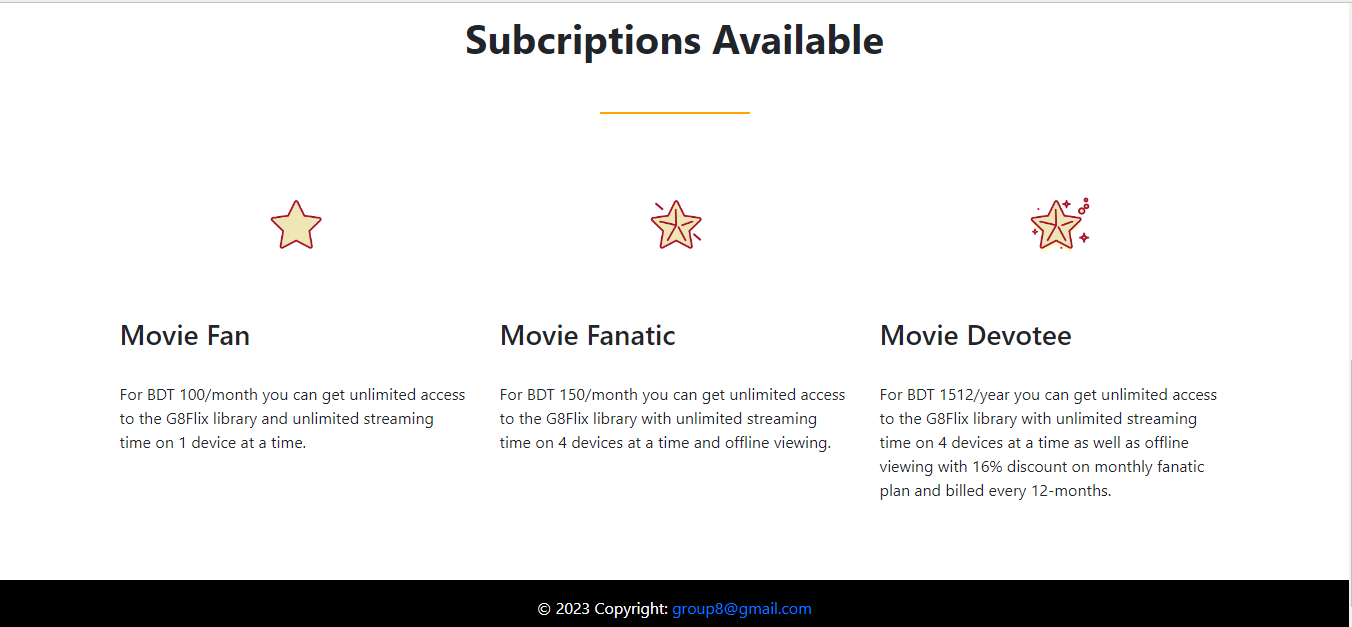 Subcriptions Available
Movie Fan
For BDT 100/month you can get unlimited access
to the G8Flix library and unlimited streaming
time on 1 device at a time.
Movie Fanatic
For BDT 150/month you can get unlimited access
to the G8Flix library with unlimited streaming
time on 4 devices at a time and offline viewing.
Movie Devotee
For BDT 1512/year you can get unlimited access
to the G8Flix library with unlimited streaming
time on 4 devices at a time as well as offline
viewing with 16% discount on monthly fanatic
plan and billed every 12-months.
© 2023 Copyright: group8@gmail.com